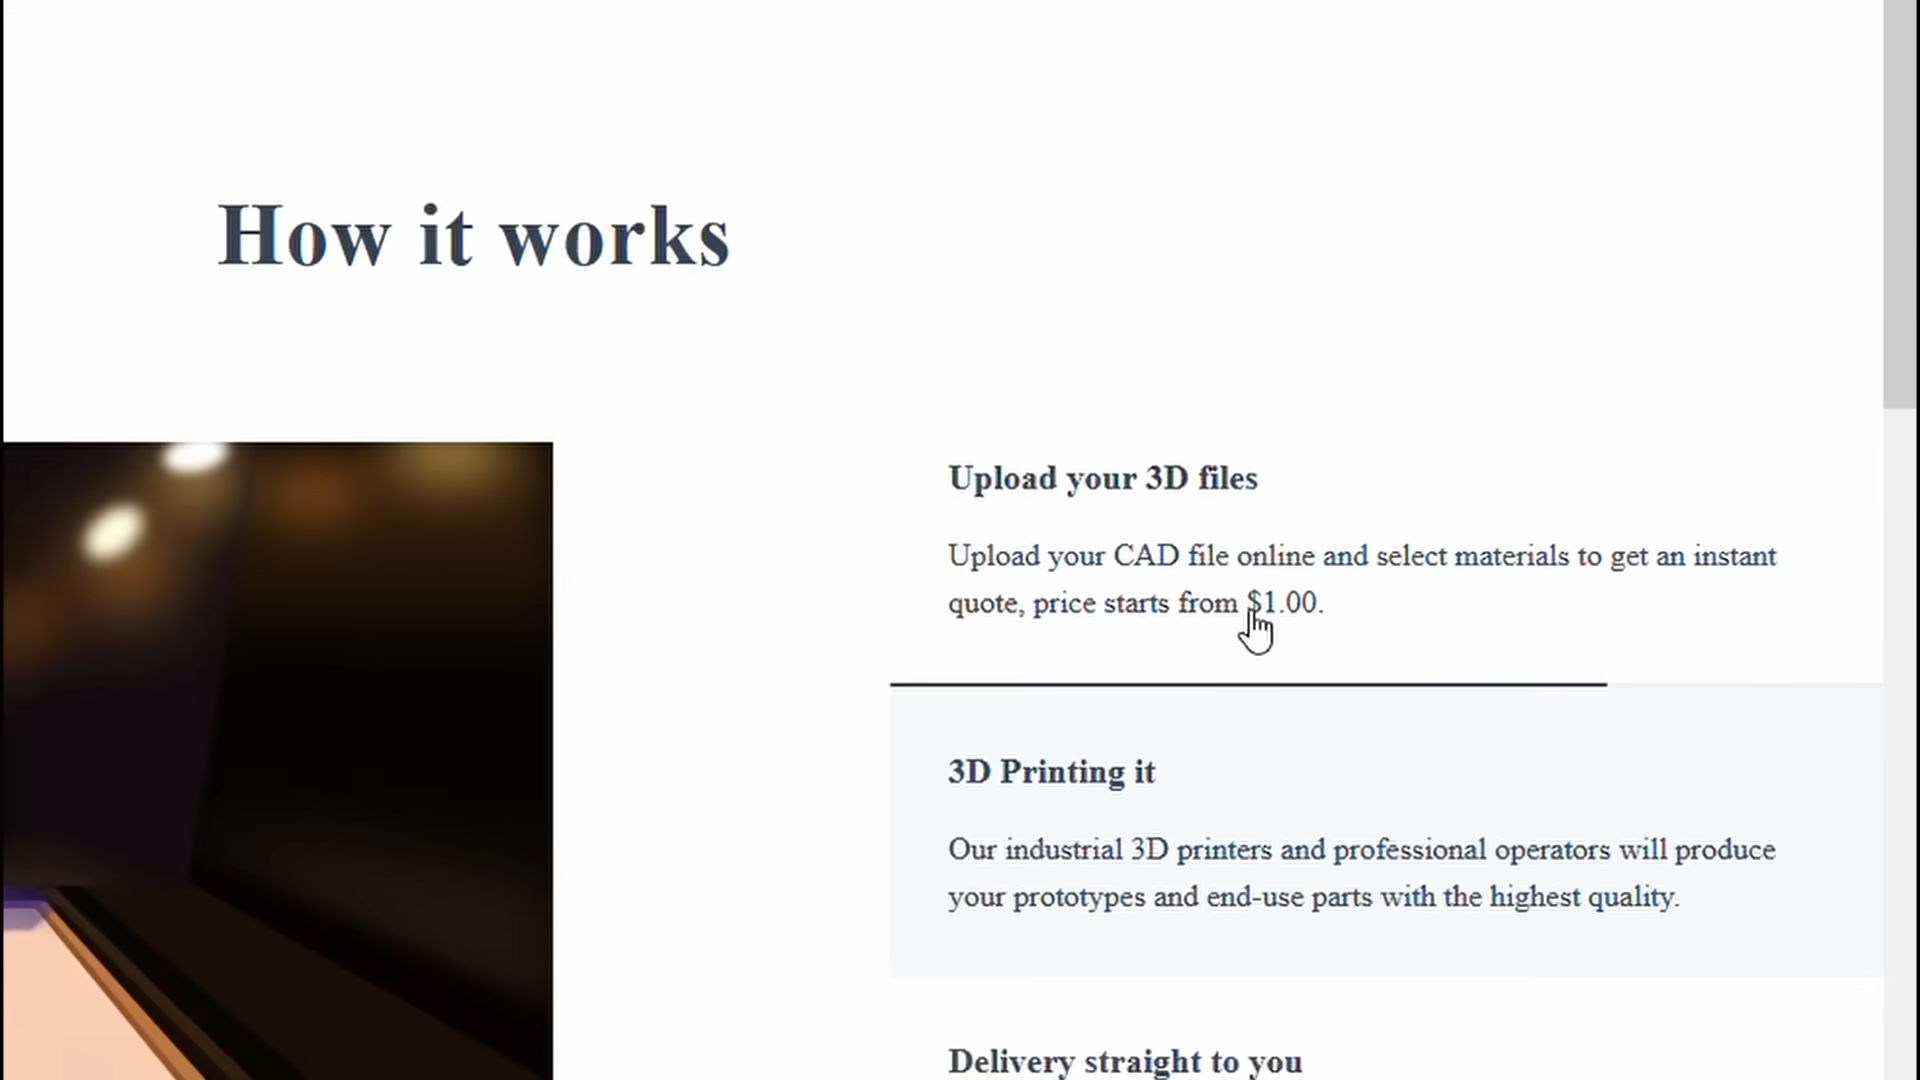 How it works
Upload your 3D files
Upload your CAD file online and select materials to get an instant
quote, price starts from $1.00.
3D Printing it
Our industrial 3D printers and professional operators will produce
your prototypes and end-use parts with the highest quality.
Delivery straight to you